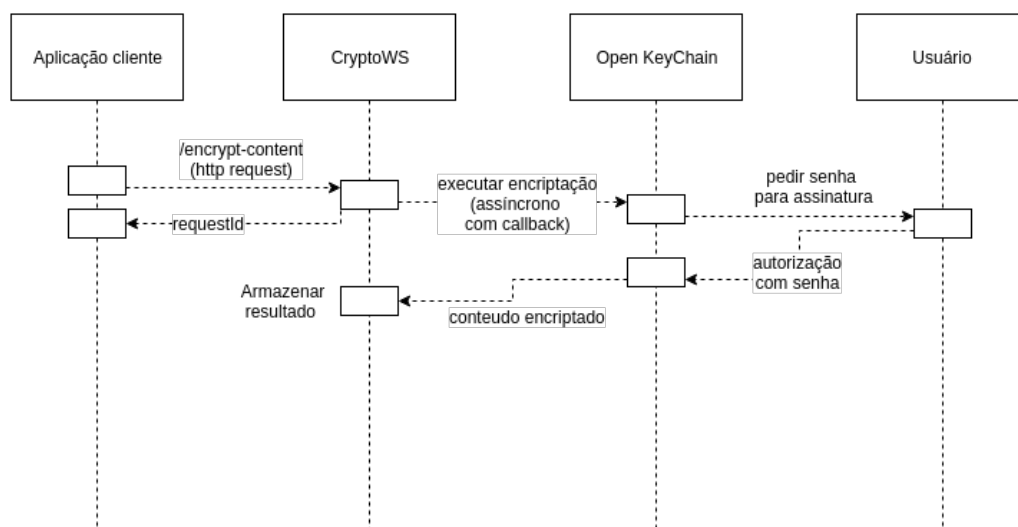 Aplicação cliente
CryptoWS
Open KeyChain
Usuário
/encrypt-content
(http request)
executar encriptação
(assíncrono
com callback)
pedir senha
para assinatura
requestId
autorização
com senha
Armazenar
resultado
conteudo encriptado